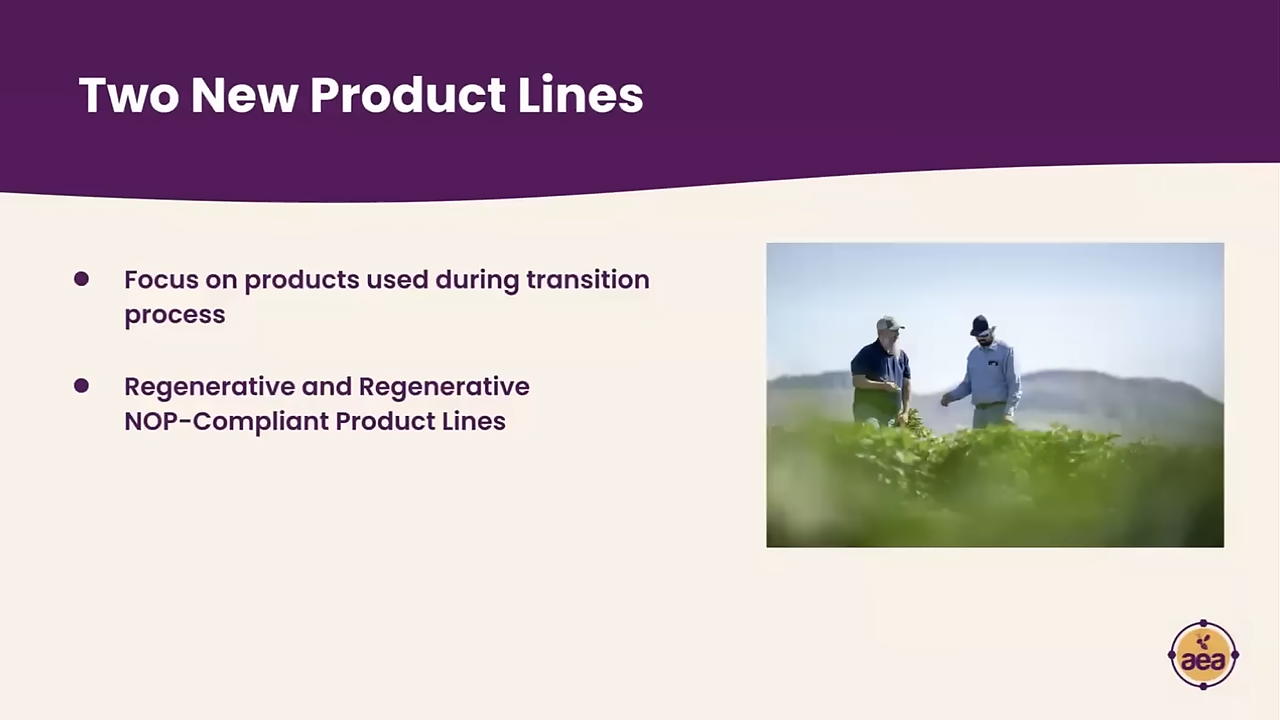 Two New Product Lines
Focus on products used during transition
process
Regenerative and Regenerative
NOP-Compliant Product Lines
aea